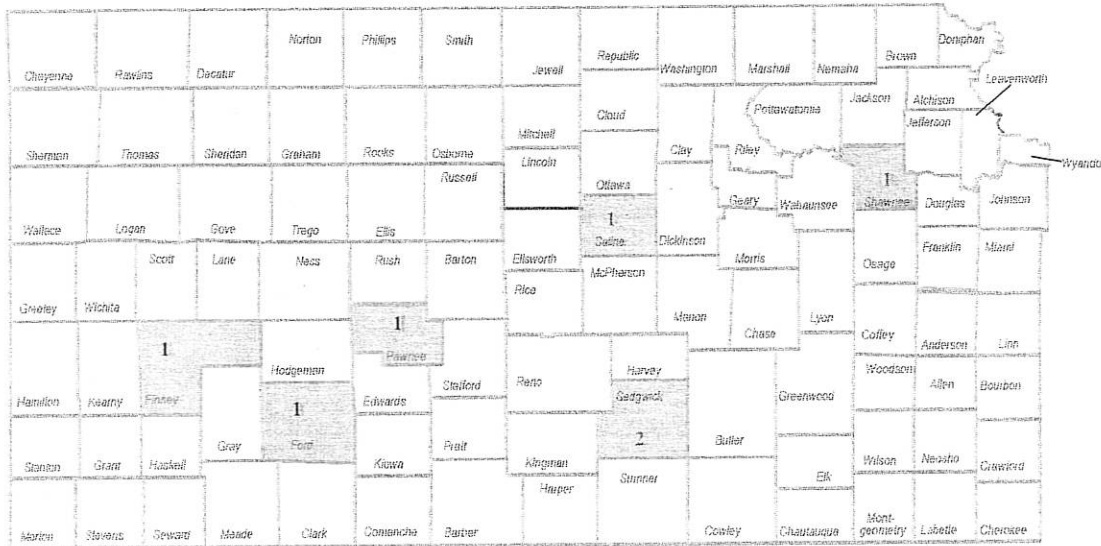 Norton Phillips Smith Republic Doniphan
Cheyenne Rawlins Decatur Jewell Washington Marshall Nemaha Brown
Leavenworth
Cloud Pottawatomie Jackson Atchison
Mitchell Jefferson
Sherman Thomas Sheridan Graham Rooks Osborne Lincoln Clay Riley Wyando
Russell Ottawa 1
Geary Wabaunsee Shawnee Douglas Johnson
1
Wallace Logan Gove Trego Ellis Saline Dickinson
Scott Lane Ness Rush Barton Ellsworth Morris Osage Franklin Miami
McPherson
Greeley Wichita Rice
1 Marion Chase Lyon Coffey
1 Pawnee Anderson Linn
Hodgeman Stafford Reno Harvey Woodson
Hamilton Kearny Finney Edwards Sedgwick Greenwood Allen Bourbon
1
Gray Ford Pratt 2 Butler
Stanton Grant Haskell Kiowa Kingman Wilson Neosho Crawford
Harper Sumner Elk
Morton Stevens Seward Meade Clark Comanche Barber Cowley Chautauqua Mont-
geometry Labette Cherokee